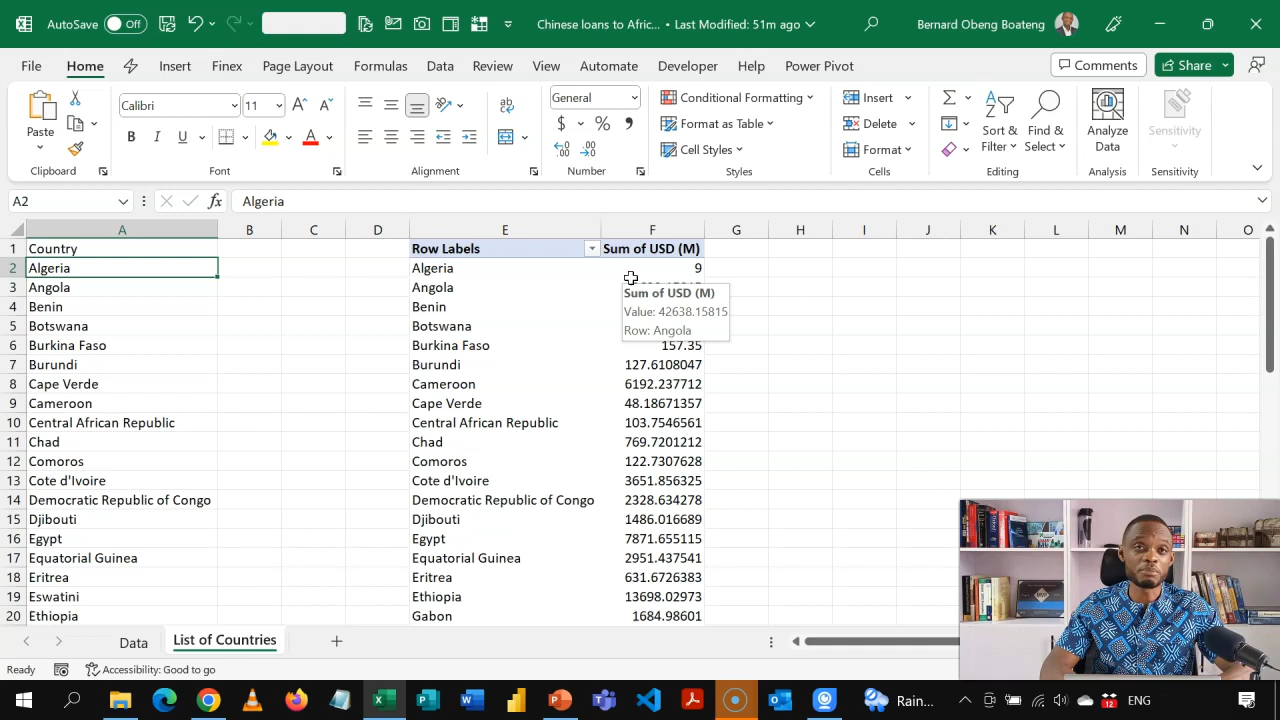 AutoSave Off
Chinese loans to Afric... • Last Modified: 51m ago
Bernard Obeng Boateng
File Home Insert Finex Page Layout Formulas Data Review View Automate Developer Help Power Pivot
Comments Share
Paste
Clipboard
Calibri 11
B I U
Font
Alignment
General
$ % ,
Number
Conditional Formatting
Format as Table
Cell Styles
Styles
Insert
Delete
Format
Cells
Sort & Filter
Find & Select
Editing
Analyze Data
Analysis
Sensitivity
Sensitivity
A2 fx Algeria
A B C D E F G H I J K L M N O
1 Country Row Labels Sum of USD (M)
2 Algeria Algeria 9
3 Angola Angola
4 Benin Benin
5 Botswana Botswana
6 Burkina Faso Burkina Faso 157.35
7 Burundi Burundi 127.6108047
8 Cape Verde Cameroon 6192.237712
9 Cameroon Cape Verde 48.18671357
10 Central African Republic Central African Republic 103.7546561
11 Chad Chad 769.7201212
12 Comoros Comoros 122.7307628
13 Cote d'Ivoire Cote d'Ivoire 3651.856325
14 Democratic Republic of Congo Democratic Republic of Congo 2328.634278
15 Djibouti Djibouti 1486.016689
16 Egypt Egypt 7871.655115
17 Equatorial Guinea Equatorial Guinea 2951.437541
18 Eritrea Eritrea 631.6726383
19 Eswatini Ethiopia 13698.02973
20 Ethiopia Gabon 1684.98601
Sum of USD (M)
Value: 42638.15815
Row: Angola
Data List of Countries
Ready Accessibility: Good to go
Rain... 12 ENG